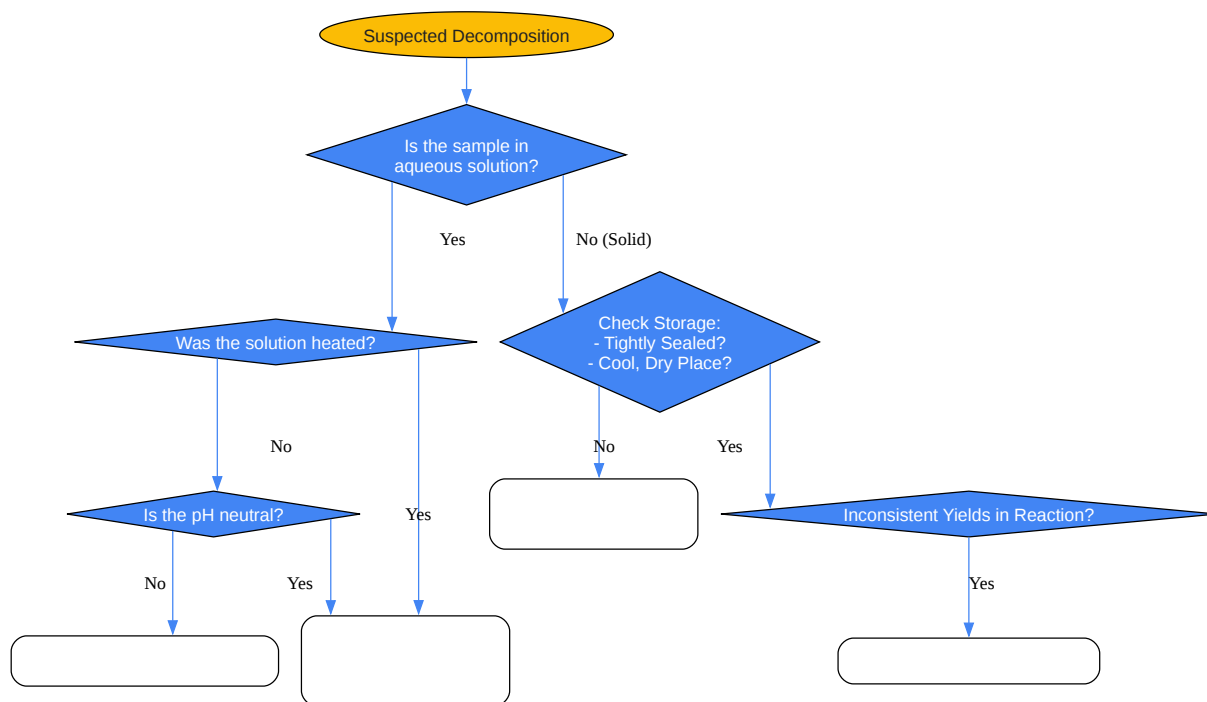 Suspected Decomposition
Is the sample in
aqueous solution?
Yes
No (Solid)
Check Storage:
- Tightly Sealed?
- Cool, Dry Place?
Was the solution heated?
No
No
Yes
Is the pH neutral?
Yes
Inconsistent Yields in Reaction?
No
Yes
Yes